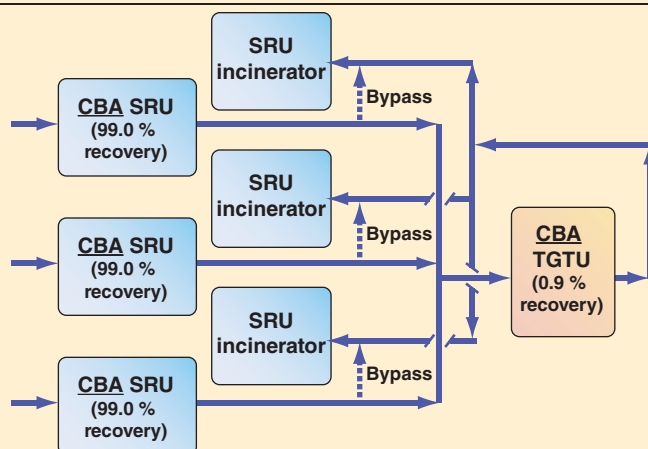 SRU
incinerator
Bypass
CBA SRU
(99.0 %
recovery)
SRU
incinerator
Bypass
CBA SRU
(99.0 %
recovery)
CBA
TGTU
(0.9 %
recovery)
SRU
incinerator
Bypass
CBA SRU
(99.0 %
recovery)